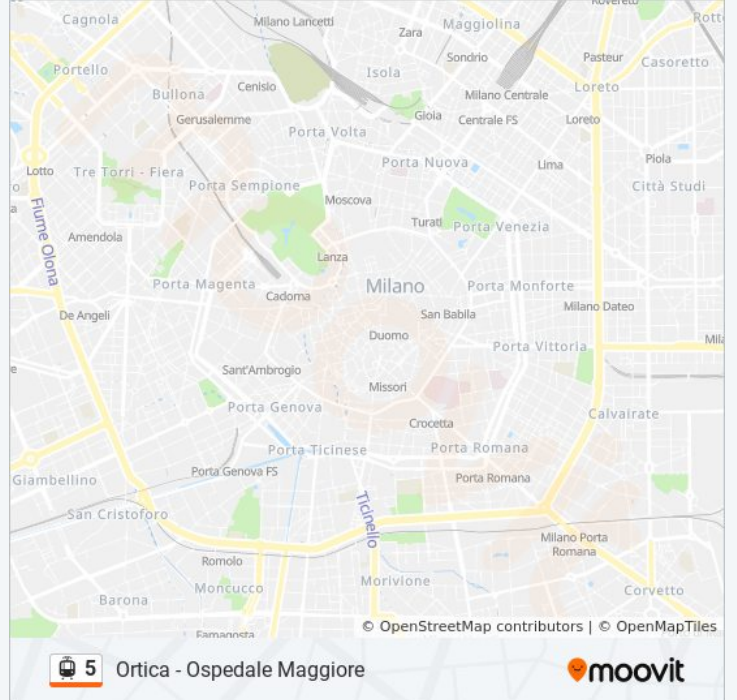 Rovereto
Cagnola
Milano Lancetti
Maggiolina
Rott
Zara
Sondrio
Pasteur
Casoretto
Portello
Isola
Bullona
Cenisio
Milano Centrale
Loreto
Gerusalemme
Gioia
Centrale FS
Loreto
Porta Volta
Lotto
Tre Torri - Fiera
Porta Nuova
Lima
Piola
Porta Sempione
Città Studi
o
Moscova
a
Turati
Porta Venezia
Fiume Olona
Amendola
Lanza
Porta Magenta
Cadorna
Milano
Porta Monforte
De Angeli
San Babila
Milano Dateo
Duomo
Porta Vittoria
Mila
e
Sant'Ambrogio
Missori
Porta Genova
Crocetta
Calvairate
Porta Ticinese
Porta Romana
Giambellino
Porta Genova FS
Porta Romana
San Cristoforo
Ticinello
Milano Porta
Romana
Romolo
Moncucco
Morivione
Corvetto
Barona
Famagosta
© OpenStreetMap contributors | © OpenMapTiles
5 Ortica - Ospedale Maggiore
moovit